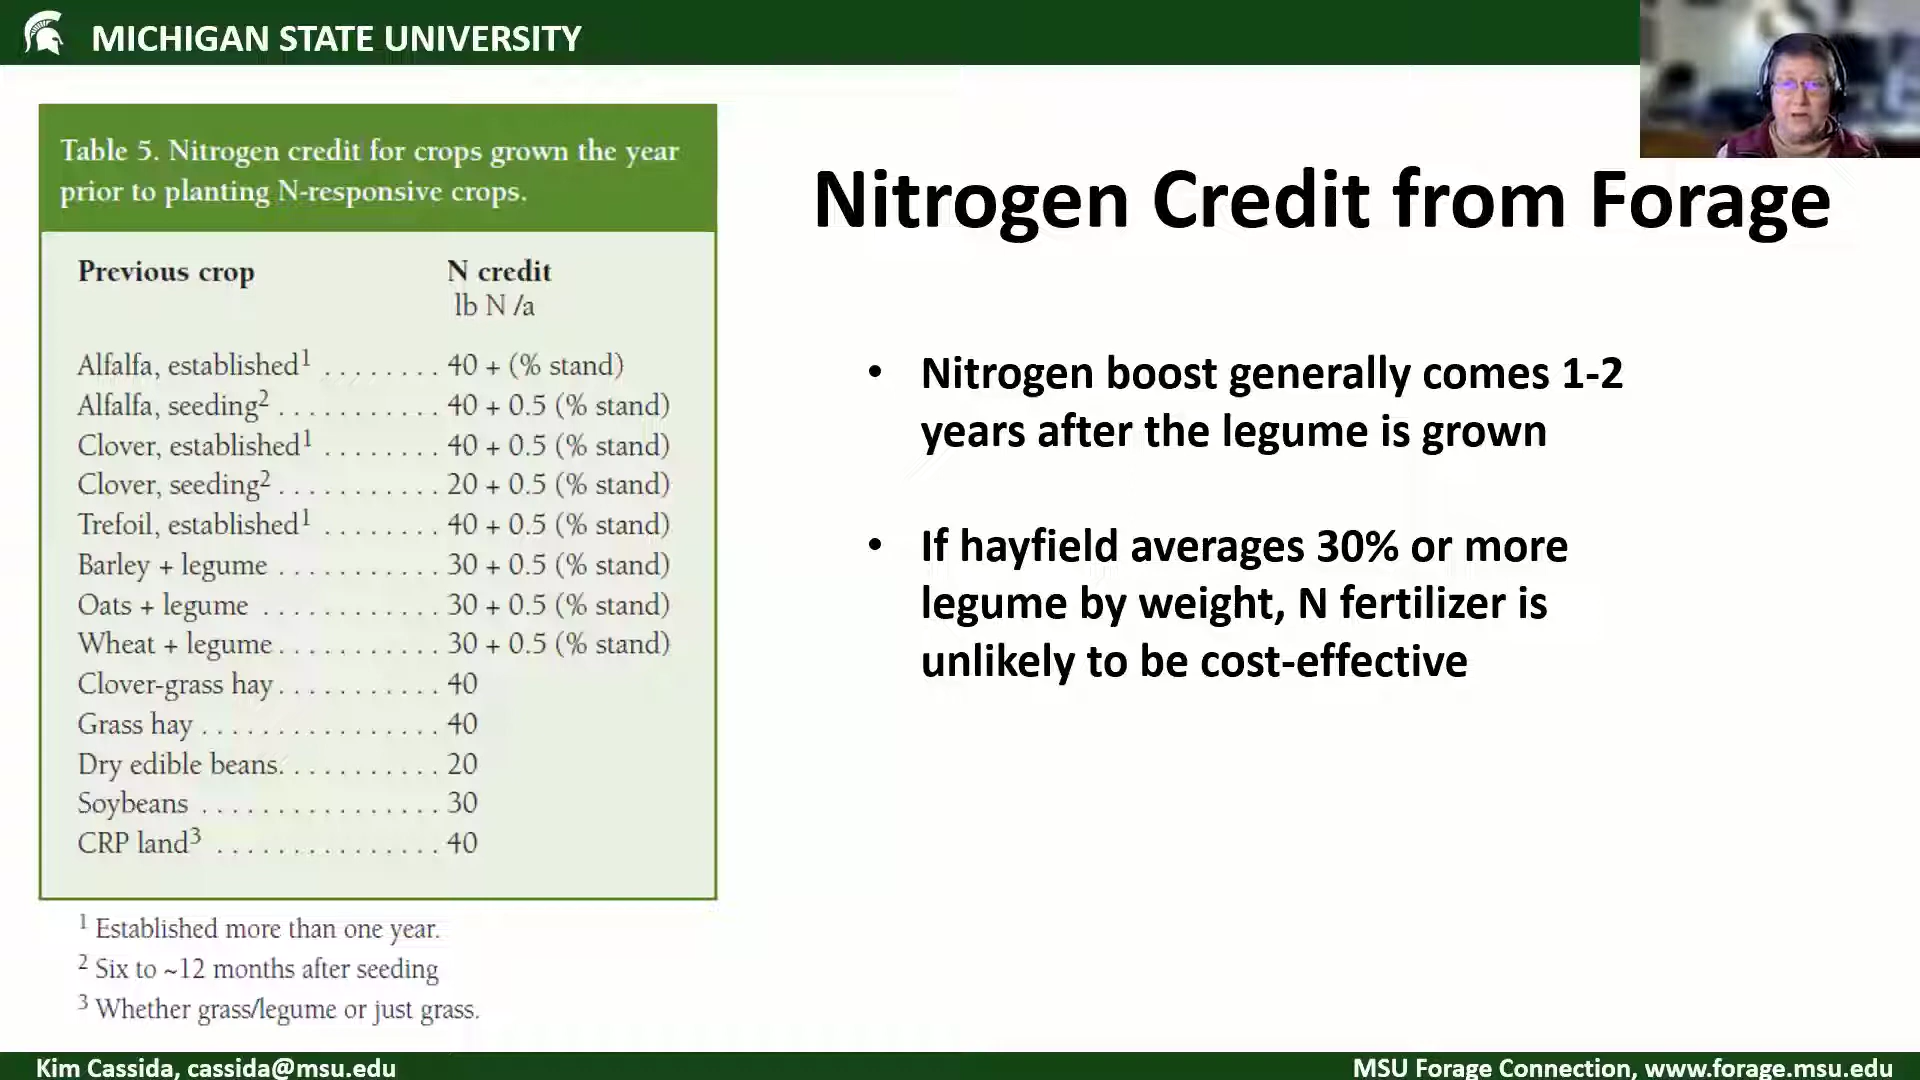 MICHIGAN STATE UNIVERSITY
Table 5. Nitrogen credit for crops grown the year
prior to planting N-responsive crops.
Previous crop N credit
lb N /a
Alfalfa, established¹ ........ 40 + (% stand)
Alfalfa, seeding² ........... 40 + 0.5 (% stand)
Clover, established¹ ........ 40 + 0.5 (% stand)
Clover, seeding² ........... 20 + 0.5 (% stand)
Trefoil, established¹ ........ 40 + 0.5 (% stand)
Barley + legume ........... 30 + 0.5 (% stand)
Oats + legume ............ 30 + 0.5 (% stand)
Wheat + legume ........... 30 + 0.5 (% stand)
Clover-grass hay ........... 40
Grass hay ................ 40
Dry edible beans. .......... 20
Soybeans ................ 30
CRP land³ ............... 40
¹ Established more than one year.
² Six to ~12 months after seeding
³ Whether grass/legume or just grass.
Nitrogen Credit from Forage
• Nitrogen boost generally comes 1-2
years after the legume is grown
• If hayfield averages 30% or more
legume by weight, N fertilizer is
unlikely to be cost-effective
Kim Cassida, cassida@msu.edu
MSU Forage Connection, www.forage.msu.edu